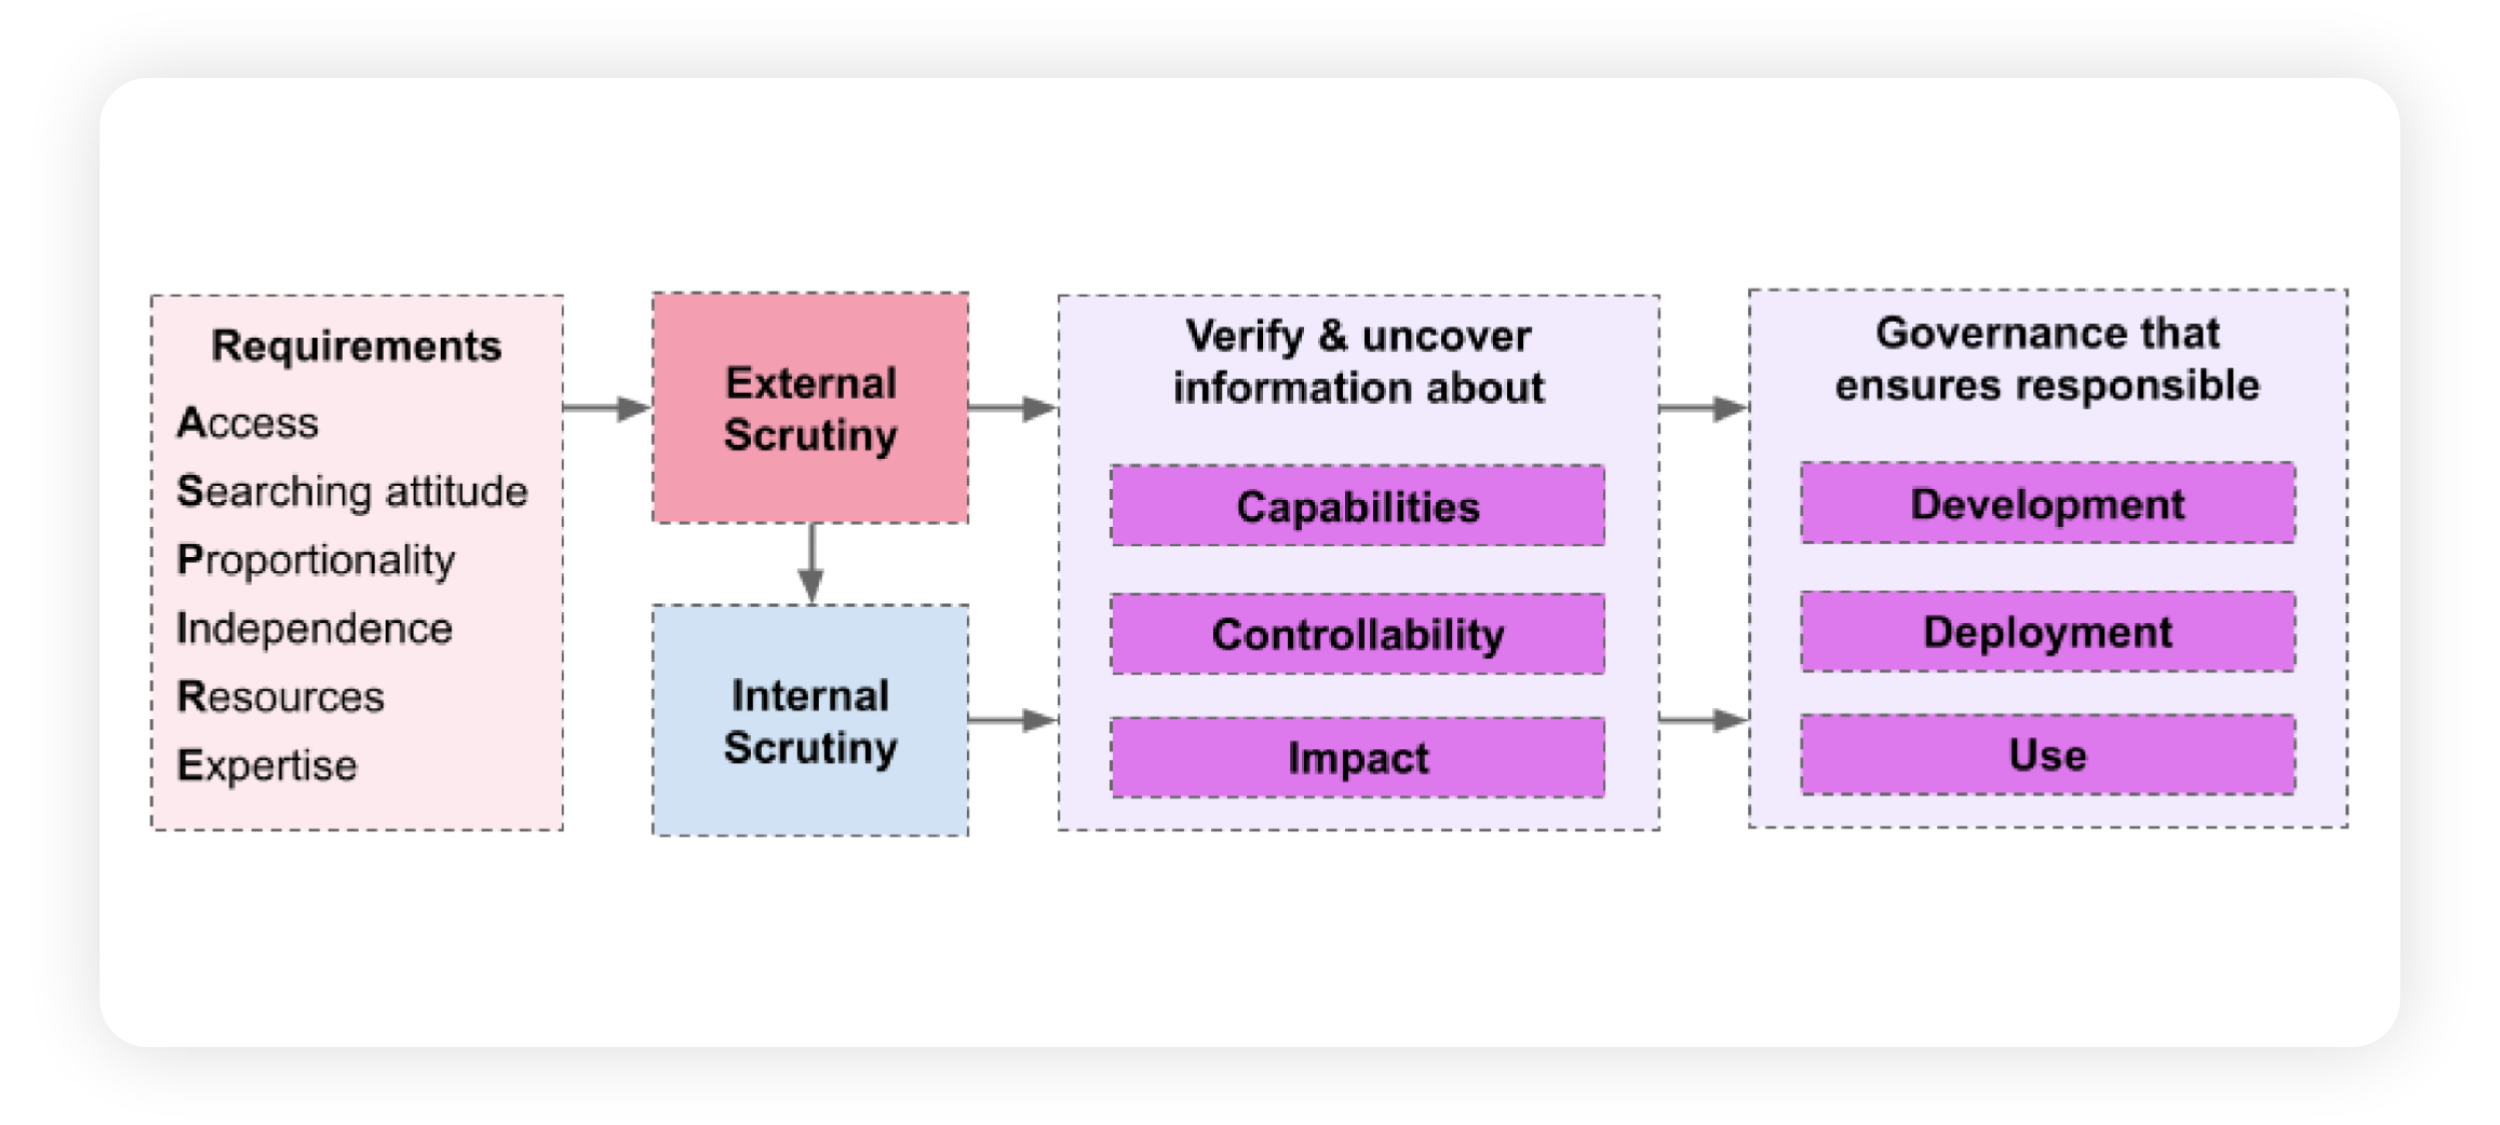 Requirements
Access
Searching attitude
Proportionality
Independence
Resources
Expertise
External
Scrutiny
Internal
Scrutiny
Verify & uncover
information about
Capabilities
Controllability
Impact
Governance that
ensures responsible
Development
Deployment
Use